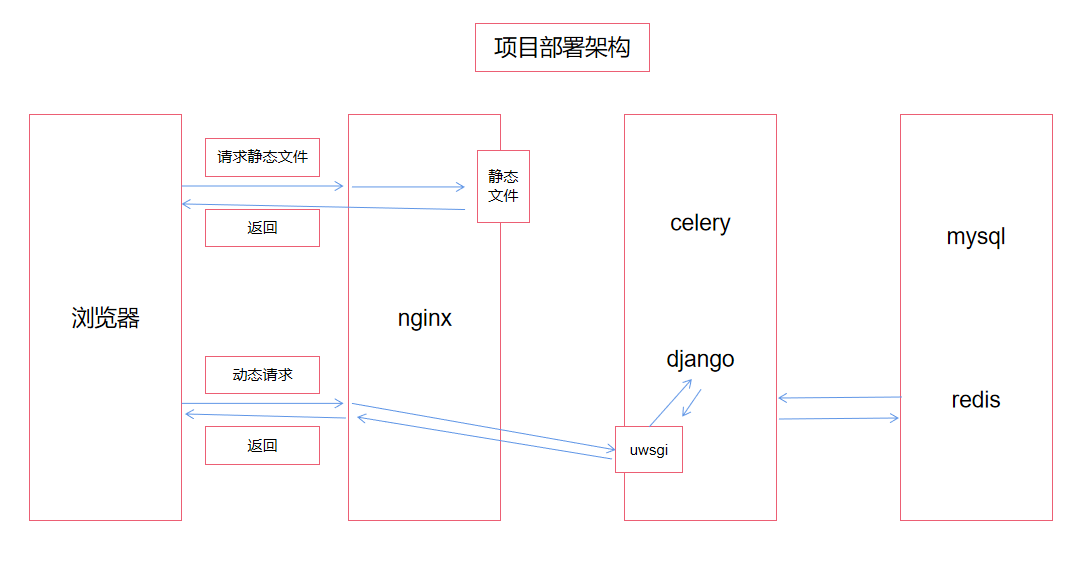 项目部署架构
请求静态文件
静态
文件
返回
celery
mysql
浏览器
nginx
django
动态请求
redis
返回
uwsgi